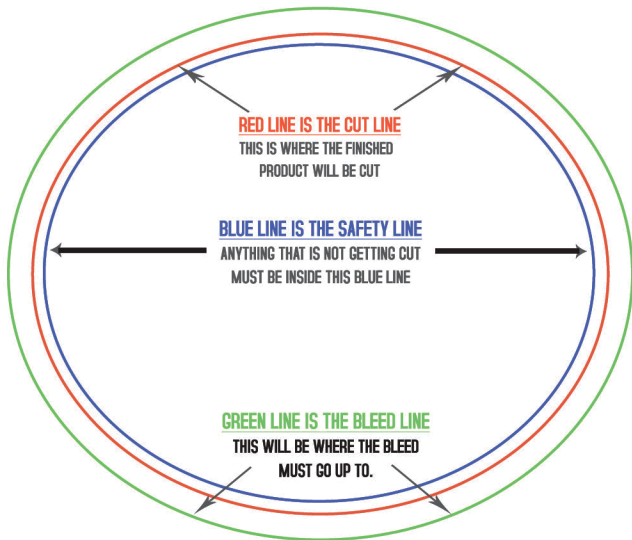 RED LINE IS THE CUT LINE
THIS IS WHERE THE FINISHED
PRODUCT WILL BE CUT
BLUE LINE IS THE SAFETY LINE
ANYTHING THAT IS NOT GETTING CUT
MUST BE INSIDE THIS BLUE LINE
GREEN LINE IS THE BLEED LINE
THIS WILL BE WHERE THE BLEED
MUST GO UP TO.